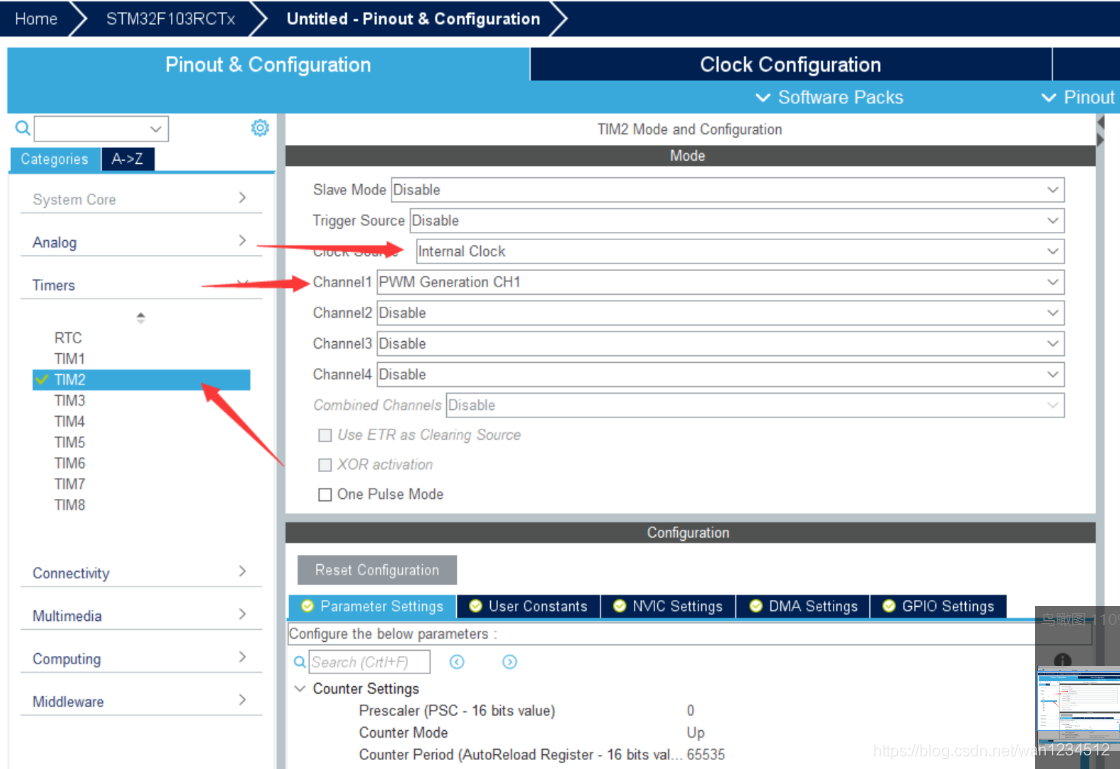 Home STM32F103RCTx Untitled - Pinout & Configuration
Pinout & Configuration Clock Configuration
Software Packs Pinout
TIM2 Mode and Configuration
Categories A->Z
Mode
System Core
Slave Mode Disable
Trigger Source Disable
Analog
Clock Source Internal Clock
Timers
Channel1 PWM Generation CH1
Channel2 Disable
RTC
Channel3 Disable
TIM1
TIM2
Channel4 Disable
TIM3
Combined Channels Disable
TIM4
Use ETR as Clearing Source
TIM5
TIM6
XOR activation
TIM7
One Pulse Mode
TIM8
Configuration
Reset Configuration
Connectivity
Parameter Settings User Constants NVIC Settings DMA Settings GPIO Settings
Multimedia
鸟瞰图 110%
Configure the below parameters :
Computing
Search (Crtl+F)
Counter Settings
Middleware
Prescaler (PSC - 16 bits value) 0
Counter Mode Up
Counter Period (AutoReload Register - 16 bits val... 65535
https://blog.csdn.net/wan1234512